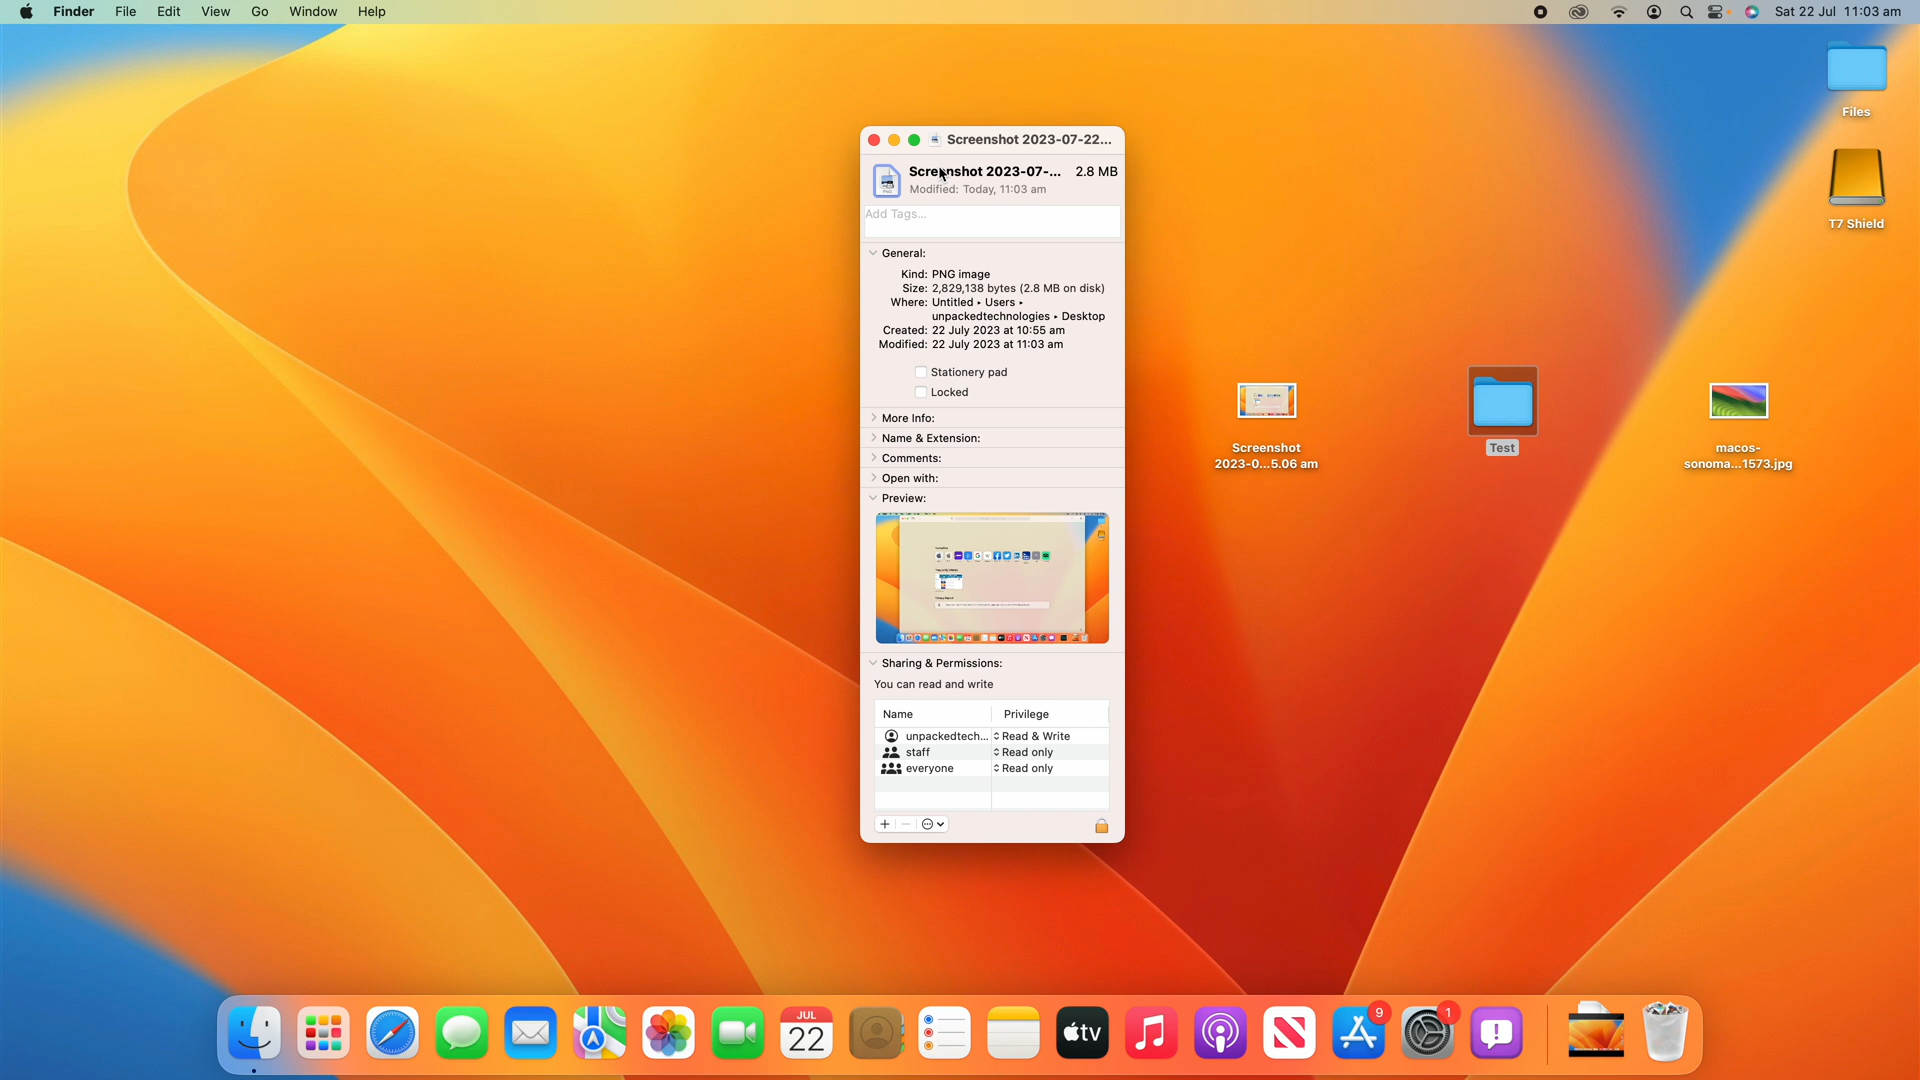 Finder File Edit View Go Window Help
Sat 22 Jul 11:03 am
Files
T7 Shield
Screenshot 2023-07-22...
Screenshot 2023-07-... 2.8 MB
Modified: Today, 11:03 am
Add Tags...
General:
Kind: PNG image
Size: 2,829,138 bytes (2.8 MB on disk)
Where: Untitled ▸ Users ▸
unpackedtechnologies ▸ Desktop
Created: 22 July 2023 at 10:55 am
Modified: 22 July 2023 at 11:03 am
Stationery pad
Locked
More Info:
Name & Extension:
Comments:
Open with:
Preview:
Sharing & Permissions:
You can read and write
Name Privilege
unpackedtech... Read & Write
staff Read only
everyone Read only
Screenshot
2023-0...5.06 am
Test
macos-
sonoma...1573.jpg
JUL
22
tv
9
1